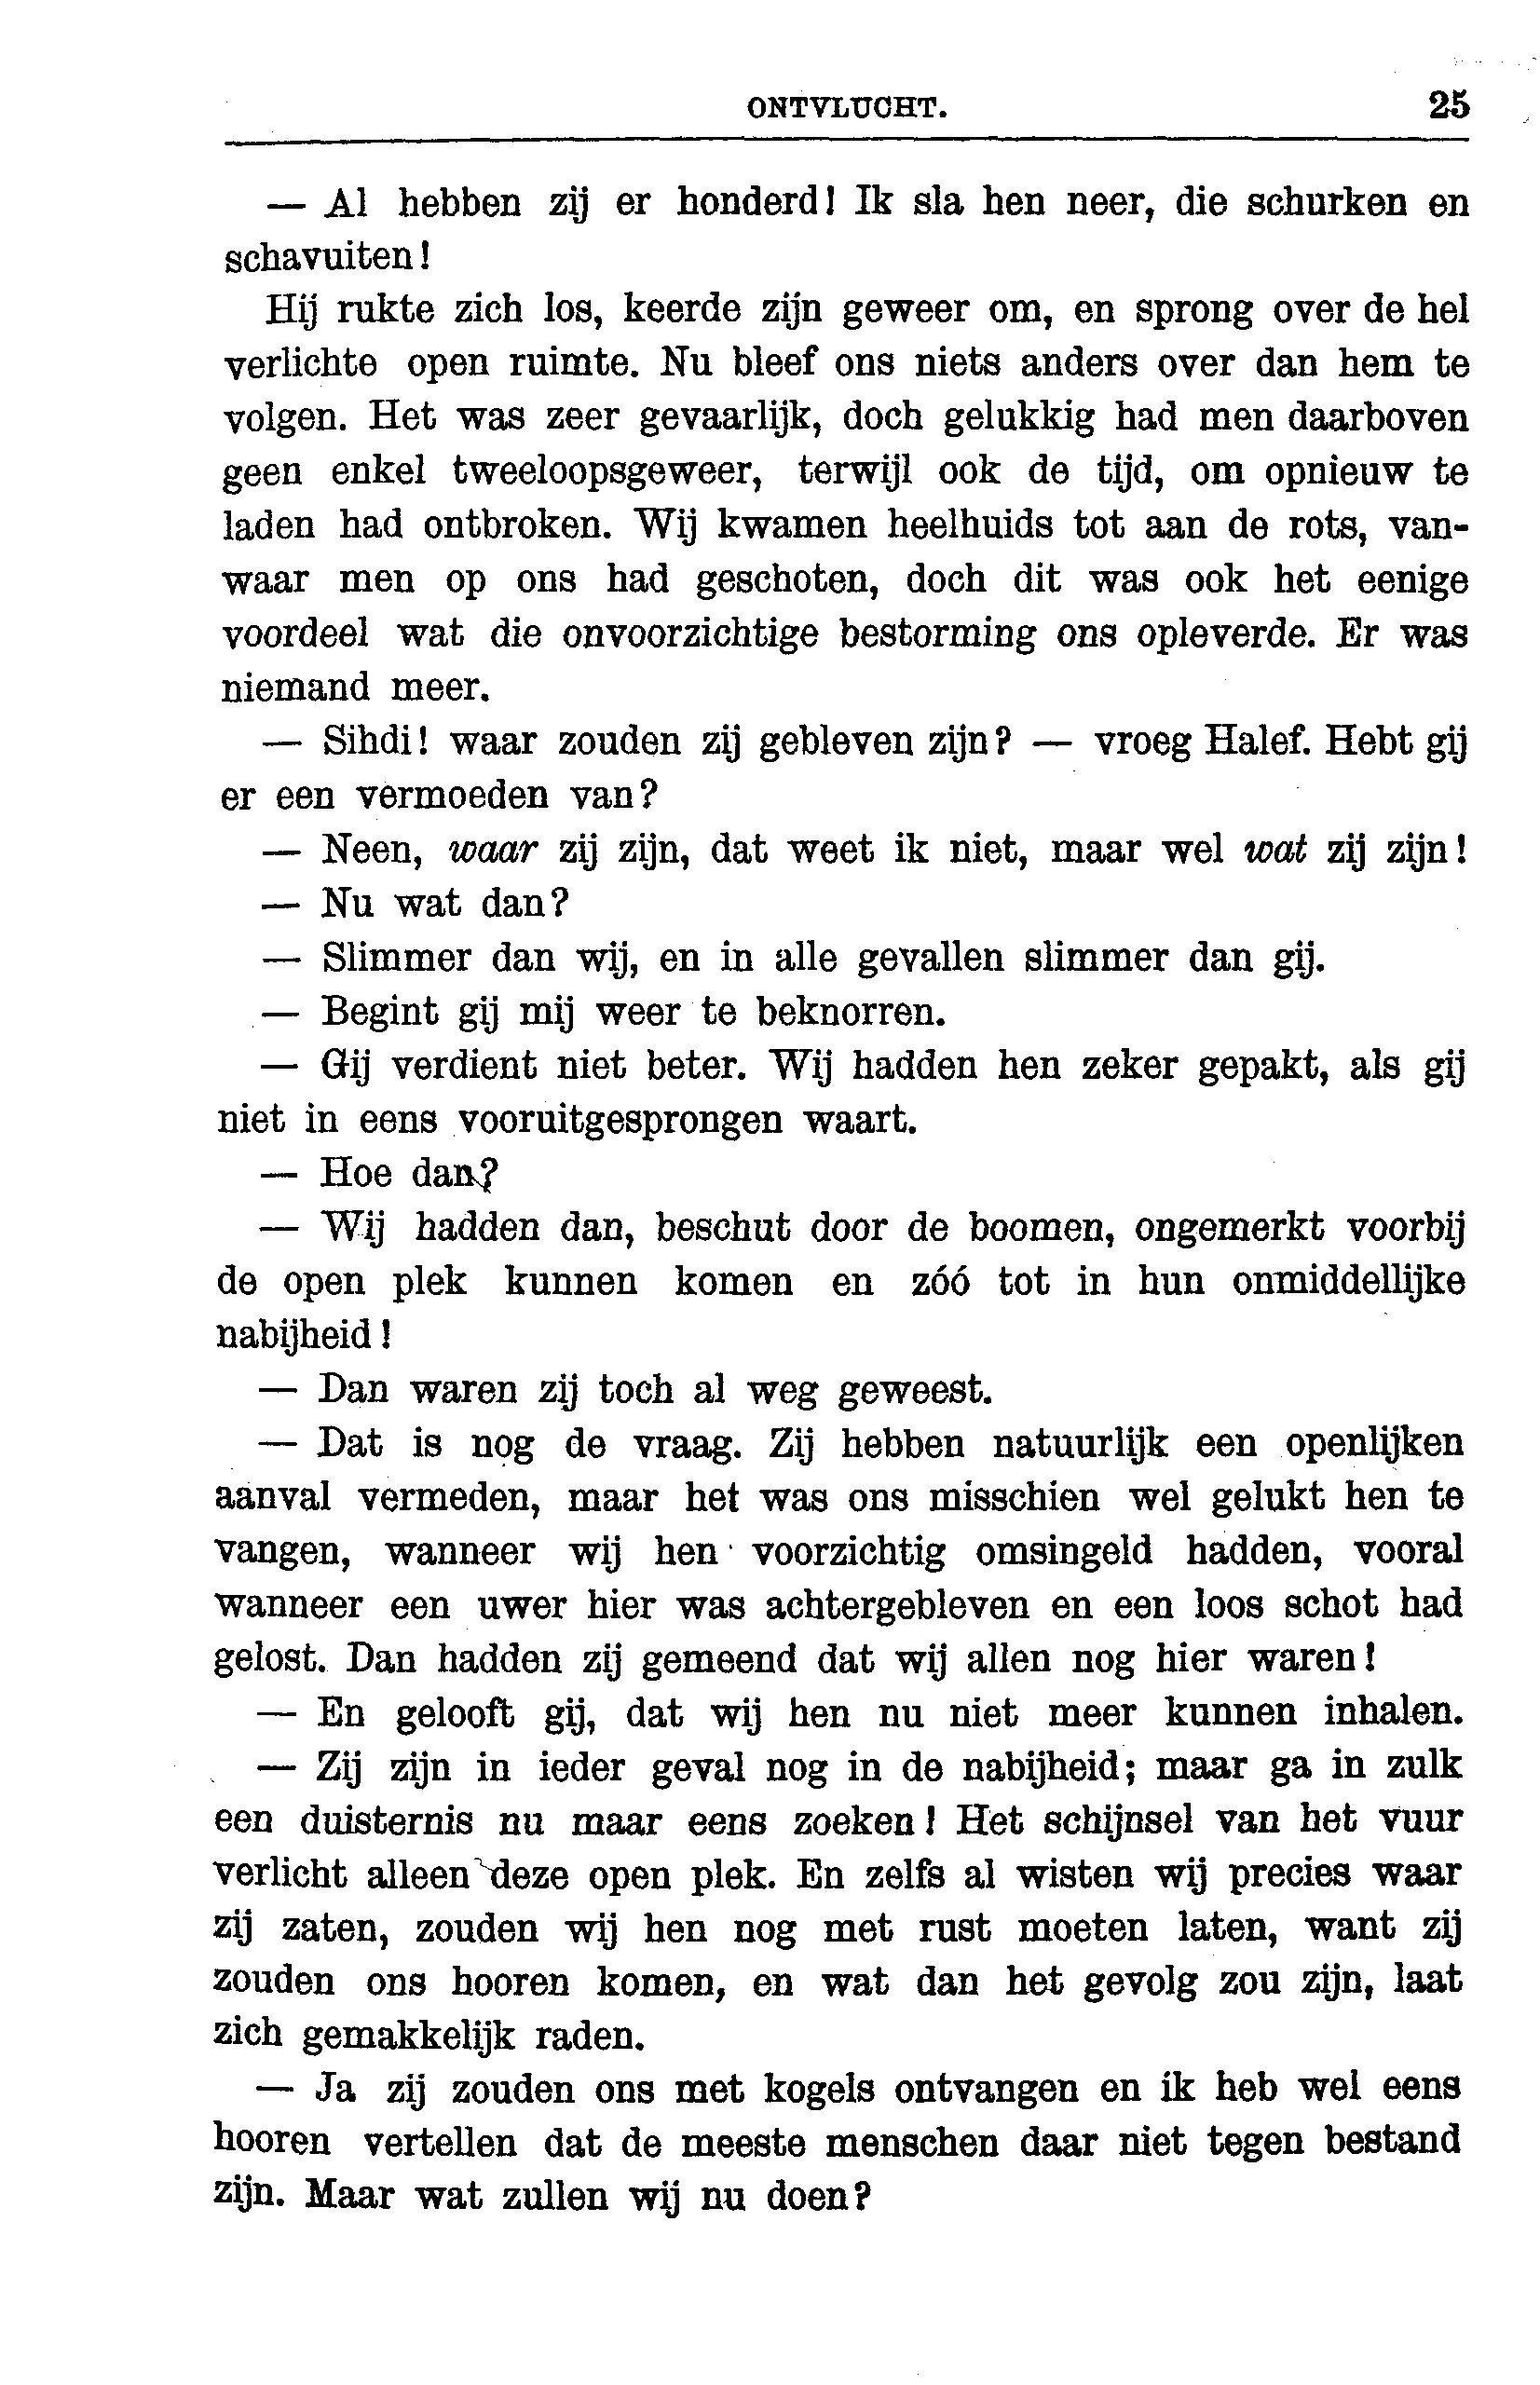 ONTVLUCHT. 25
— Al hebben zij er honderd! Ik sla hen neer, die schurken en
schavuiten!
Hij rukte zich los, keerde zijn geweer om, en sprong over de hel
verlichte open ruimte. Nu bleef ons niets anders over dan hem te
volgen. Het was zeer gevaarlijk, doch gelukkig had men daarboven
geen enkel tweeloopsgeweer, terwijl ook de tijd, om opnieuw te
laden had ontbroken. Wij kwamen heelhuids tot aan de rots, van-
waar men op ons had geschoten, doch dit was ook het eenige
voordeel wat die onvoorzichtige bestorming ons opleverde. Er was
niemand meer.
— Sihdi! waar zouden zij gebleven zijn? — vroeg Halef. Hebt gij
er een vermoeden van?
— Neen, waar zij zijn, dat weet ik niet, maar wel wat zij zijn!
— Nu wat dan?
— Slimmer dan wij, en in alle gevallen slimmer dan gij.
— Begint gij mij weer te beknorren.
— Gij verdient niet beter. Wij hadden hen zeker gepakt, als gij
niet in eens vooruitgesprongen waart.
— Hoe dan?
— Wij hadden dan, beschut door de boomen, ongemerkt voorbij
de open plek kunnen komen en zóó tot in hun onmiddellijke
nabijheid!
— Dan waren zij toch al weg geweest.
— Dat is nog de vraag. Zij hebben natuurlijk een openlijken
aanval vermeden, maar het was ons misschien wel gelukt hen te
vangen, wanneer wij hen voorzichtig omsingeld hadden, vooral
wanneer een uwer hier was achtergebleven en een loos schot had
gelost. Dan hadden zij gemeend dat wij allen nog hier waren!
— En gelooft gij, dat wij hen nu niet meer kunnen inhalen.
— Zij zijn in ieder geval nog in de nabijheid; maar ga in zulk
een duisternis nu maar eens zoeken! Het schijnsel van het vuur
verlicht alleen deze open plek. En zelfs al wisten wij precies waar
zij zaten, zouden wij hen nog met rust moeten laten, want zij
zouden ons hooren komen, en wat dan het gevolg zou zijn, laat
zich gemakkelijk raden.
— Ja zij zouden ons met kogels ontvangen en ik heb wel eens
hooren vertellen dat de meeste menschen daar niet tegen bestand
zijn. Maar wat zullen wij nu doen?